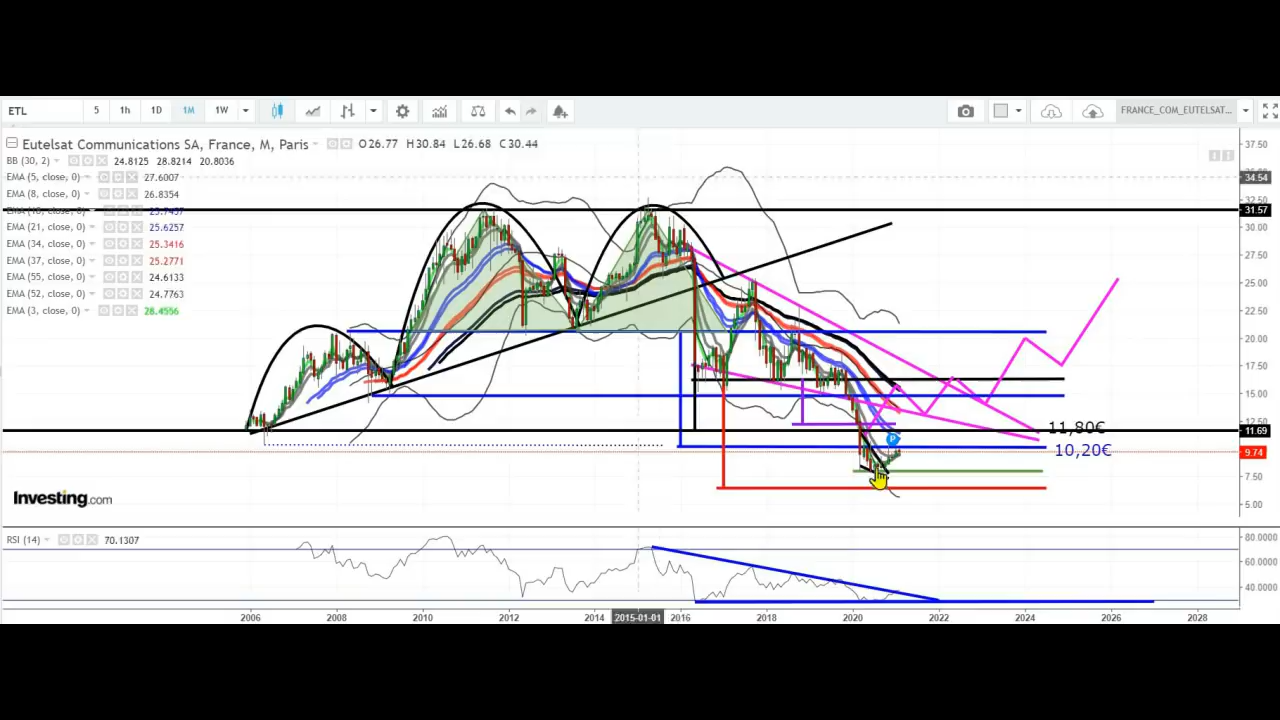 ETL 5 1h 1D 1M 1W FRANCE_COM_EUTELSAT...
Eutelsat Communications SA, France, M, Paris O26.77 H30.84 L26.68 C30.44
BB (30, 2) 24.8125 28.8214 20.8036
EMA (5, close, 0) 27.6007
EMA (8, close, 0) 26.8354
EMA (21, close, 0) 25.6257
EMA (34, close, 0) 25.3416
EMA (37, close, 0) 25.2771
EMA (55, close, 0) 24.6133
EMA (52, close, 0) 24.7763
EMA (3, close, 0) 28.4556
37.50
34.54
31.57
30.00
27.50
25.00
22.50
20.00
17.50
15.00
12.50
11,80€
11.69
P
10,20€
9.74
7.50
5.00
Investing.com
RSI (14) 70.1307
80.0000
60.0000
40.0000
2006 2008 2010 2012 2014 2015-01-01 2016 2018 2020 2022 2024 2026 2028